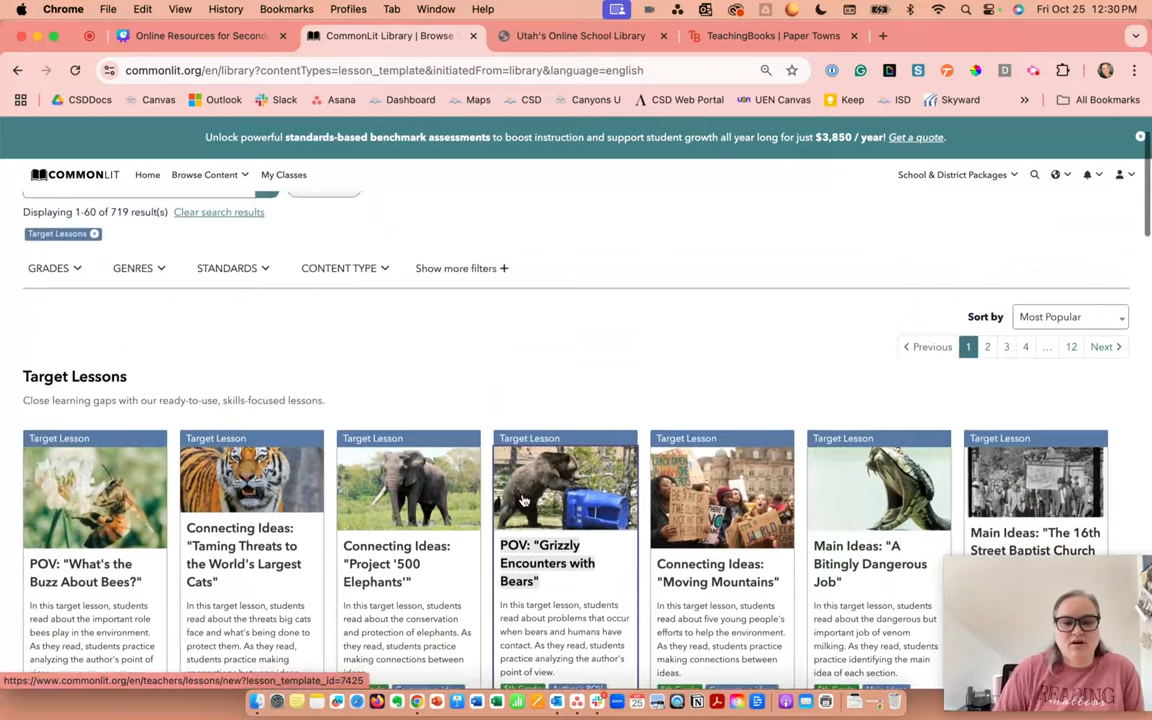 Chrome File Edit View History Bookmarks Profiles Tab Window Help Fri Oct 25 12:30 PM
Online Resources for Second CommonLit Library | Browse Utah's Online School Library TeachingBooks | Paper Towns
commonlit.org/en/library?contentTypes=lesson_template&initiatedFrom=library&language=english
CSDDocs Canvas Outlook Slack Asana Dashboard Maps CSD Canyons U CSD Web Portal UEN Canvas Keep ISD Skyward All Bookmarks
Unlock powerful standards-based benchmark assessments to boost instruction and support student growth all year long for just $3,850 / year! Get a quote.
COMMONLIT Home Browse Content My Classes School & District Packages
Displaying 1-60 of 719 result(s) Clear search results
Target Lessons
GRADES GENRES STANDARDS CONTENT TYPE Show more filters +
Sort by Most Popular
Previous 1 2 3 4 ... 12 Next
Target Lessons
Close learning gaps with our ready-to-use, skills-focused lessons.
Target Lesson
POV: "What's the
Buzz About Bees?"
In this target lesson, students
read about the important role
bees play in the environment.
As they read, students practice
analyzing the author's point of
Target Lesson
Connecting Ideas:
"Taming Threats to
the World's Largest
Cats"
In this target lesson, students
read about the threats big cats
face and what's being done to
protect them. As they read,
students practice making
Target Lesson
Connecting Ideas:
"Project '500
Elephants'"
In this target lesson, students
read about the conservation
and protection of elephants. As
they read, students practice
making connections between
ideas.
Target Lesson
POV: "Grizzly
Encounters with
Bears"
In this target lesson, students
read about problems that occur
when bears and humans have
contact. As they read, students
practice analyzing the author's
point of view.
Target Lesson
Connecting Ideas:
"Moving Mountains"
In this target lesson, students
read about five young people's
efforts to help the environment.
As they read, students practice
making connections between
ideas.
Target Lesson
Main Ideas: "A
Bitingly Dangerous
Job"
In this target lesson, students
read about the dangerous but
important job of venom
milking. As they read, students
practice identifying the main
idea of each section.
Target Lesson
Main Ideas: "The 16th
Street Baptist Church
https://www.commonlit.org/en/teachers/lessons/new?lesson_template_id=7425
READING
matters